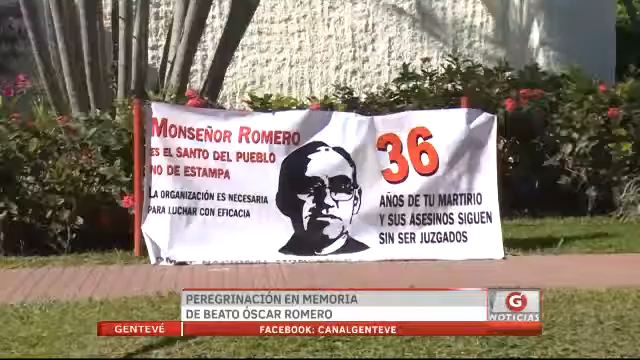 MONSEÑOR ROMERO
ES EL SANTO DEL PUEBLO
NO DE ESTAMPA
LA ORGANIZACIÓN ES NECESARIA
PARA LUCHAR CON EFICACIA
36
AÑOS DE TU MARTIRIO
Y SUS ASESINOS SIGUEN
SIN SER JUZGADOS
PEREGRINACIÓN EN MEMORIA
DE BEATO ÓSCAR ROMERO
G
NOTICIAS
GENTEVÉ
FACEBOOK: CANALGENTEVE